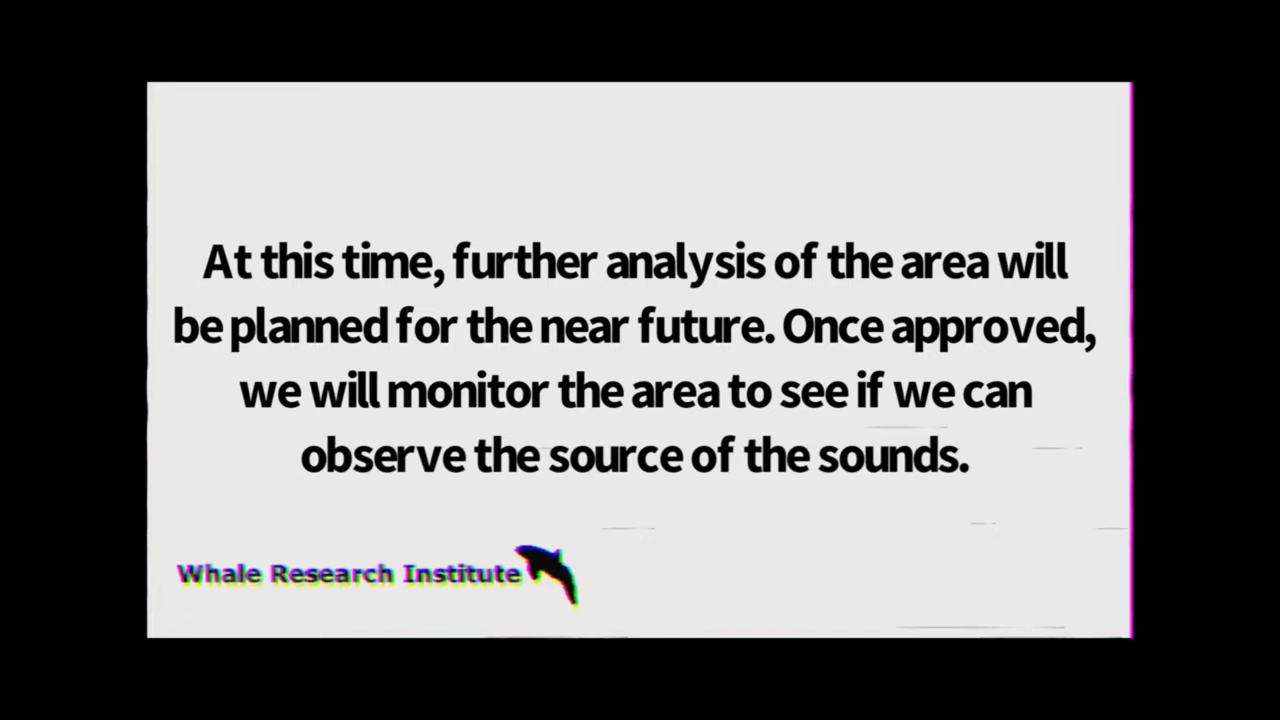 At this time, further analysis of the area will
be planned for the near future. Once approved,
we will monitor the area to see if we can
observe the source of the sounds.
Whale Research Institute